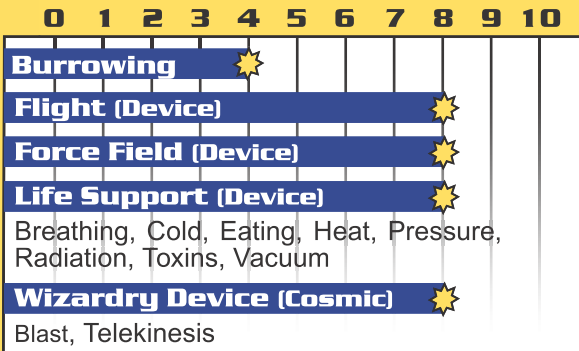 0 1 2 3 4 5 6 7 8 9 10
Burrowing
Flight (Device)
Force Field (Device)
Life Support (Device)
Breathing, Cold, Eating, Heat, Pressure,
Radiation, Toxins, Vacuum
Wizardry Device (Cosmic)
Blast, Telekinesis